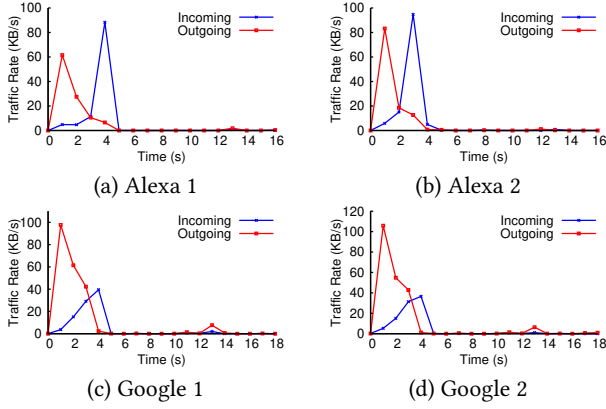 100
80
60
40
20
0
Traffic Rate (KB/s)
Incoming
Outgoing
0 2 4 6 8 10 12 14 16
Time (s)
(a) Alexa 1
100
80
60
40
20
0
Traffic Rate (KB/s)
Incoming
Outgoing
0 2 4 6 8 10 12 14 16
Time (s)
(b) Alexa 2
100
80
60
40
20
0
Traffic Rate (KB/s)
Incoming
Outgoing
0 2 4 6 8 10 12 14 16 18
Time (s)
(c) Google 1
120
100
80
60
40
20
0
Traffic Rate (KB/s)
Incoming
Outgoing
0 2 4 6 8 10 12 14 16 18
Time (s)
(d) Google 2